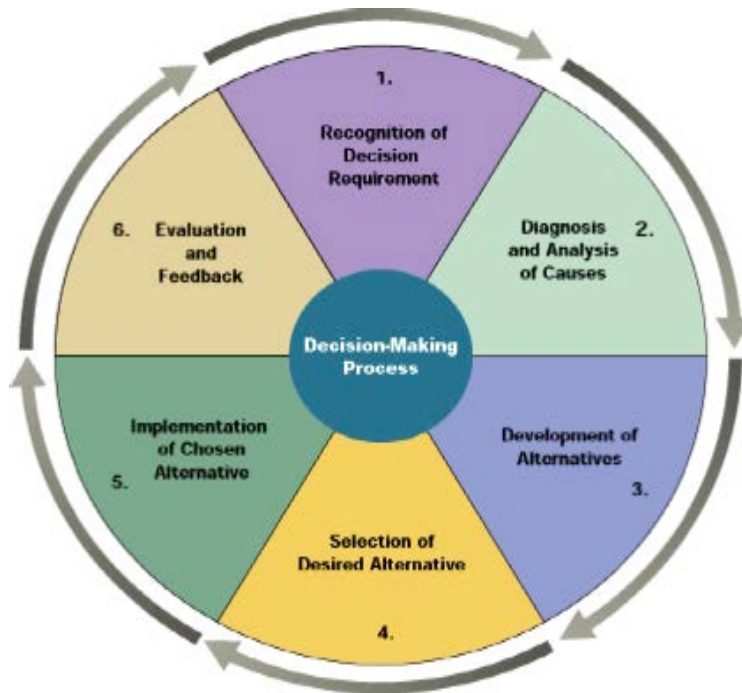 1.
Recognition of
Decision
Requirement
Diagnosis 2.
and Analysis
of Causes
Development of
Alternatives
3.
Selection of
Desired Alternative
4.
Implementation
of Chosen
5. Alternative
6. Evaluation
and
Feedback
Decision-Making
Process